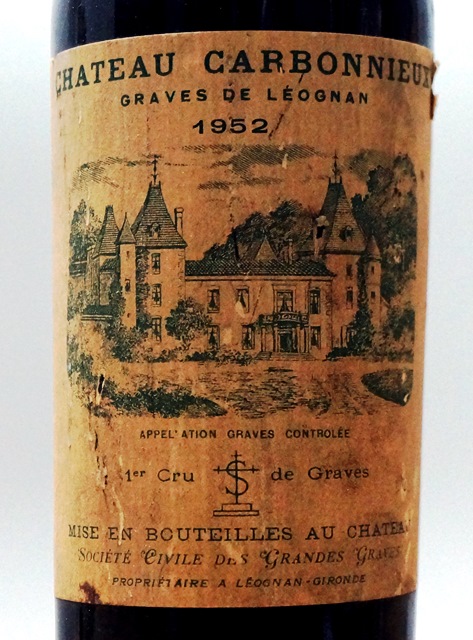 CHATEAU CARBONNIEUX
GRAVES DE LÉOGNAN
1952
APPEL'ATION GRAVES CONTROLÉE
1er Cru de Graves
MISE EN BOUTEILLES AU CHATEA
SOCIÉTÉ CIVILE DES GRANDES GRAVES
PROPRIÉTAIRE A LÉOGNAN-GIRONDE